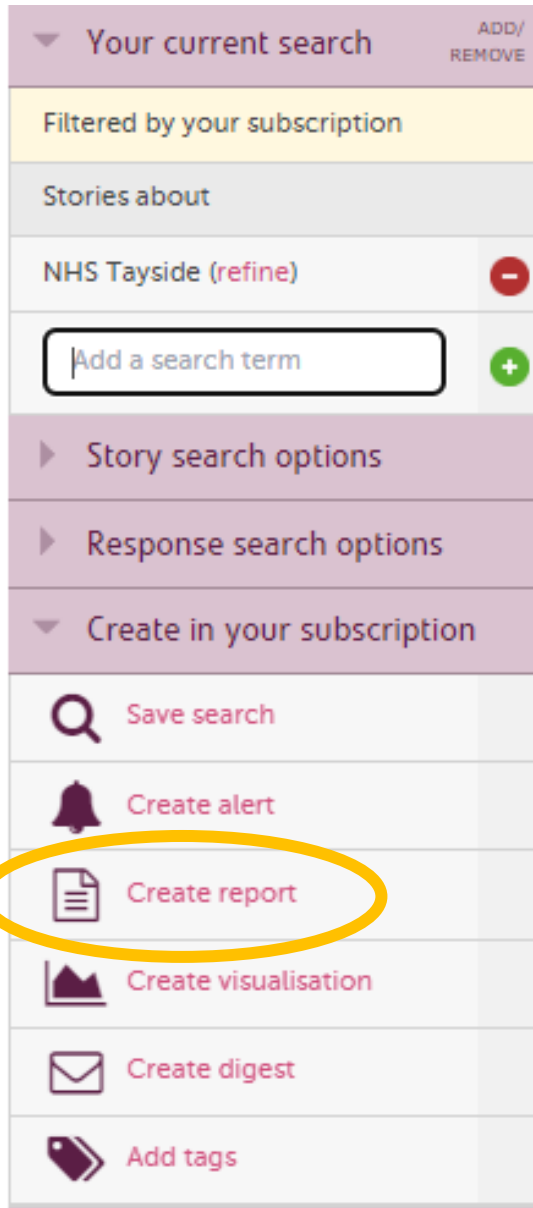 Your current search
ADD/
REMOVE
Filtered by your subscription
Stories about
NHS Tayside (refine)
Add a search term
Story search options
Response search options
Create in your subscription
Save search
Create alert
Create report
Create visualisation
Create digest
Add tags